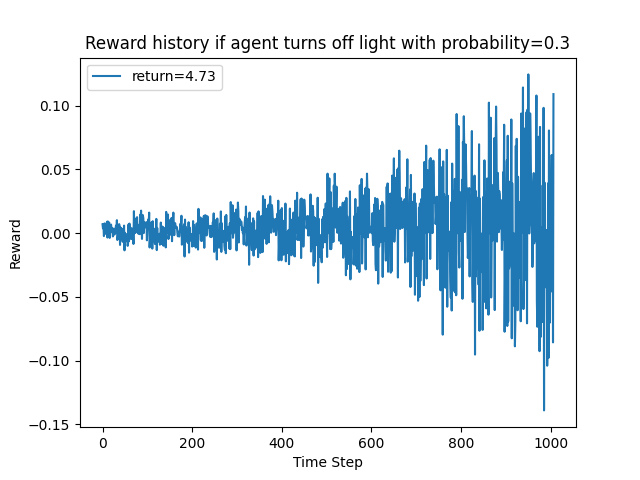 Reward history if agent turns off light with probability=0.3
return=4.73
0.10
0.05
0.00
−0.05
−0.10
−0.15
Reward
0 200 400 600 800 1000
Time Step